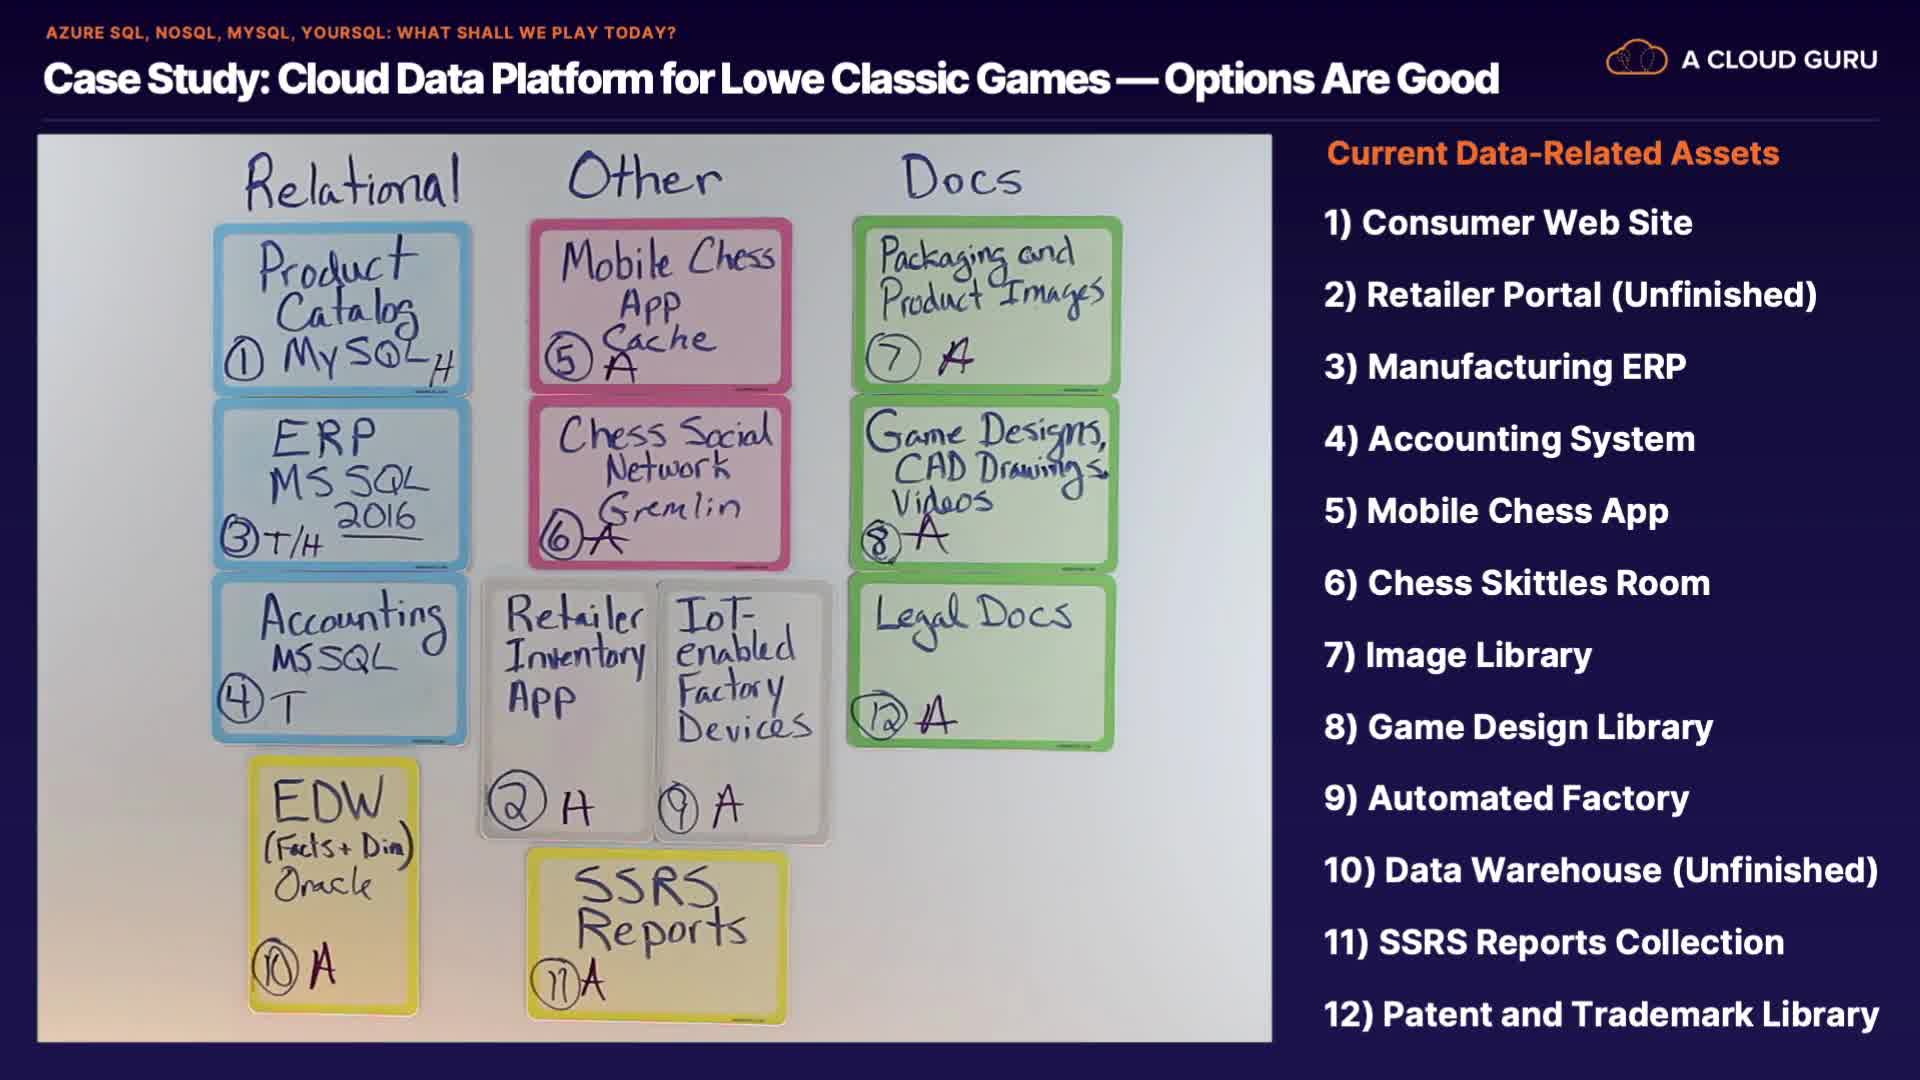 AZURE SQL, NOSQL, MYSQL, YOURSQL: WHAT SHALL WE PLAY TODAY?
Case Study: Cloud Data Platform for Lowe Classic Games — Options Are Good
A CLOUD GURU
Relational
Product
Catalog
1 MySQL H
ERP
MS SQL
2016
3 T/H
Accounting
MSSQL
4 T
EDW
(Facts + Dim)
Oracle
10 A
Other
Mobile Chess
App
Cache
5 A
Chess Social
Network
Gremlin
6 A
Retailer
Inventory
App
2 H
IoT-
enabled
Factory
Devices
9 A
SSRS
Reports
11 A
Docs
Packaging and
Product Images
7 A
Game Designs,
CAD Drawings,
Videos
8 A
Legal Docs
12 A
Current Data-Related Assets
1) Consumer Web Site
2) Retailer Portal (Unfinished)
3) Manufacturing ERP
4) Accounting System
5) Mobile Chess App
6) Chess Skittles Room
7) Image Library
8) Game Design Library
9) Automated Factory
10) Data Warehouse (Unfinished)
11) SSRS Reports Collection
12) Patent and Trademark Library